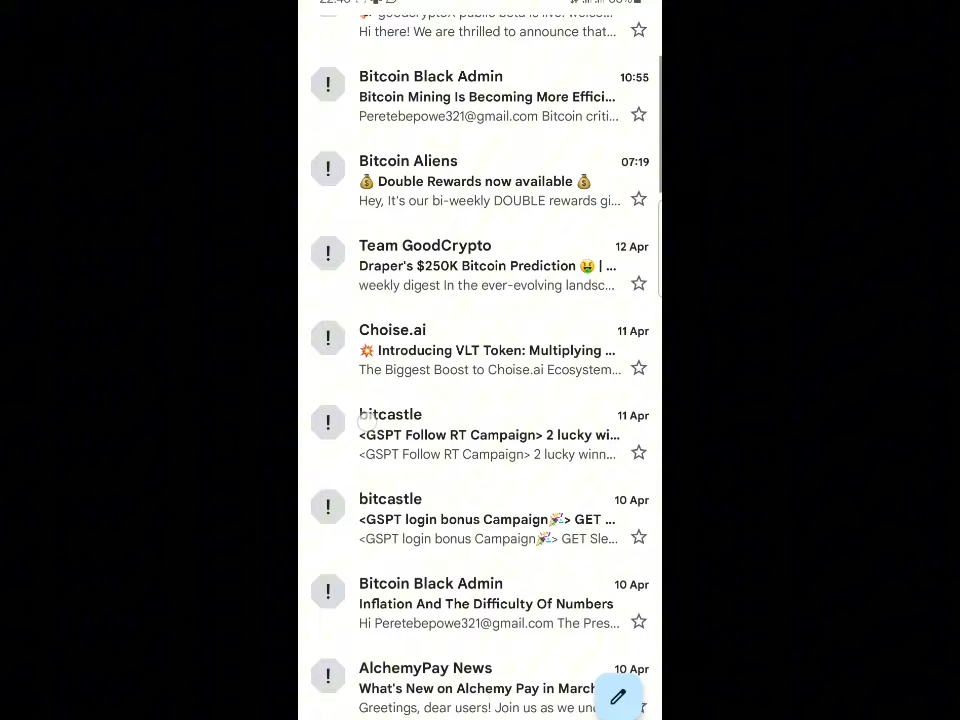 Hi there! We are thrilled to announce that...
Bitcoin Black Admin 10:55
Bitcoin Mining Is Becoming More Effici...
Peretebepowe321@gmail.com Bitcoin criti...
Bitcoin Aliens 07:19
💰 Double Rewards now available 💰
Hey, It's our bi-weekly DOUBLE rewards gi...
Team GoodCrypto 12 Apr
Draper's $250K Bitcoin Prediction 🤑 | ...
weekly digest In the ever-evolving landsc...
Choise.ai 11 Apr
💥 Introducing VLT Token: Multiplying ...
The Biggest Boost to Choise.ai Ecosystem...
bitcastle 11 Apr
<GSPT Follow RT Campaign> 2 lucky wi...
<GSPT Follow RT Campaign> 2 lucky winn...
bitcastle 10 Apr
<GSPT login bonus Campaign🎉> GET ...
<GSPT login bonus Campaign🎉> GET Sle...
Bitcoin Black Admin 10 Apr
Inflation And The Difficulty Of Numbers
Hi Peretebepowe321@gmail.com The Pres...
AlchemyPay News 10 Apr
What's New on Alchemy Pay in March
Greetings, dear users! Join us as we un